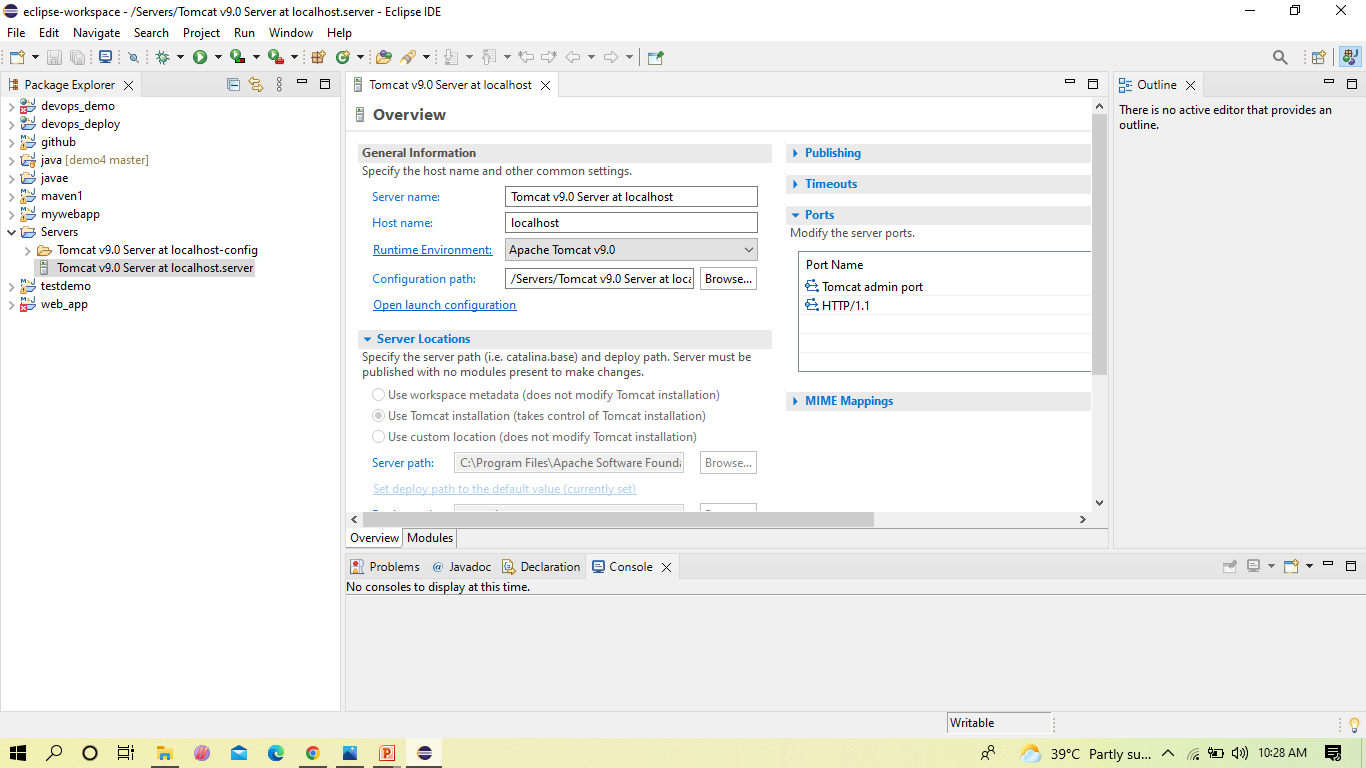 eclipse-workspace - /Servers/Tomcat v9.0 Server at localhost.server - Eclipse IDE
File Edit Navigate Search Project Run Window Help
Package Explorer
devops_demo
devops_deploy
github
java [demo4 master]
javae
maven1
mywebapp
Servers
Tomcat v9.0 Server at localhost-config
Tomcat v9.0 Server at localhost.server
testdemo
web_app
Tomcat v9.0 Server at localhost
Overview
General Information
Specify the host name and other common settings.
Server name: Tomcat v9.0 Server at localhost
Host name: localhost
Runtime Environment: Apache Tomcat v9.0
Configuration path: /Servers/Tomcat v9.0 Server at loca Browse...
Open launch configuration
Server Locations
Specify the server path (i.e. catalina.base) and deploy path. Server must be
published with no modules present to make changes.
Use workspace metadata (does not modify Tomcat installation)
Use Tomcat installation (takes control of Tomcat installation)
Use custom location (does not modify Tomcat installation)
Server path: C:\Program Files\Apache Software Founda Browse...
Set deploy path to the default value (currently set)
Publishing
Timeouts
Ports
Modify the server ports.
Port Name
Tomcat admin port
HTTP/1.1
MIME Mappings
Overview Modules
Outline
There is no active editor that provides an
outline.
Problems @ Javadoc Declaration Console
No consoles to display at this time.
Writable
39°C Partly su... 10:28 AM